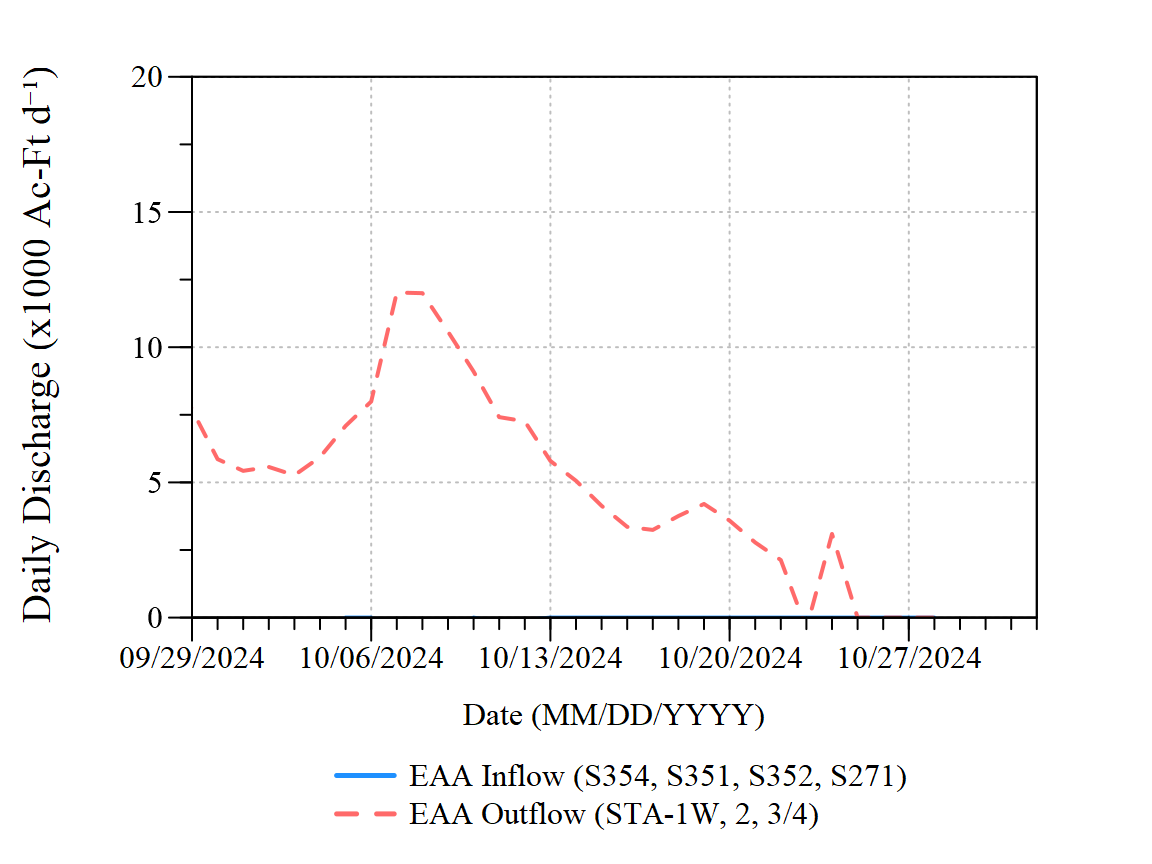 Daily Discharge (x1000 Ac-Ft d⁻¹)
20
15
10
5
0
09/29/2024 10/06/2024 10/13/2024 10/20/2024 10/27/2024
Date (MM/DD/YYYY)
EAA Inflow (S354, S351, S352, S271)
EAA Outflow (STA-1W, 2, 3/4)